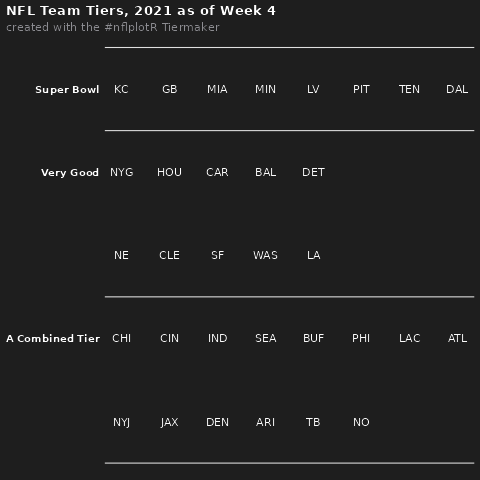 NFL Team Tiers, 2021 as of Week 4
created with the #nflplotR Tiermaker
Super Bowl KC GB MIA MIN LV PIT TEN DAL
Very Good NYG HOU CAR BAL DET
NE CLE SF WAS LA
A Combined Tier CHI CIN IND SEA BUF PHI LAC ATL
NYJ JAX DEN ARI TB NO